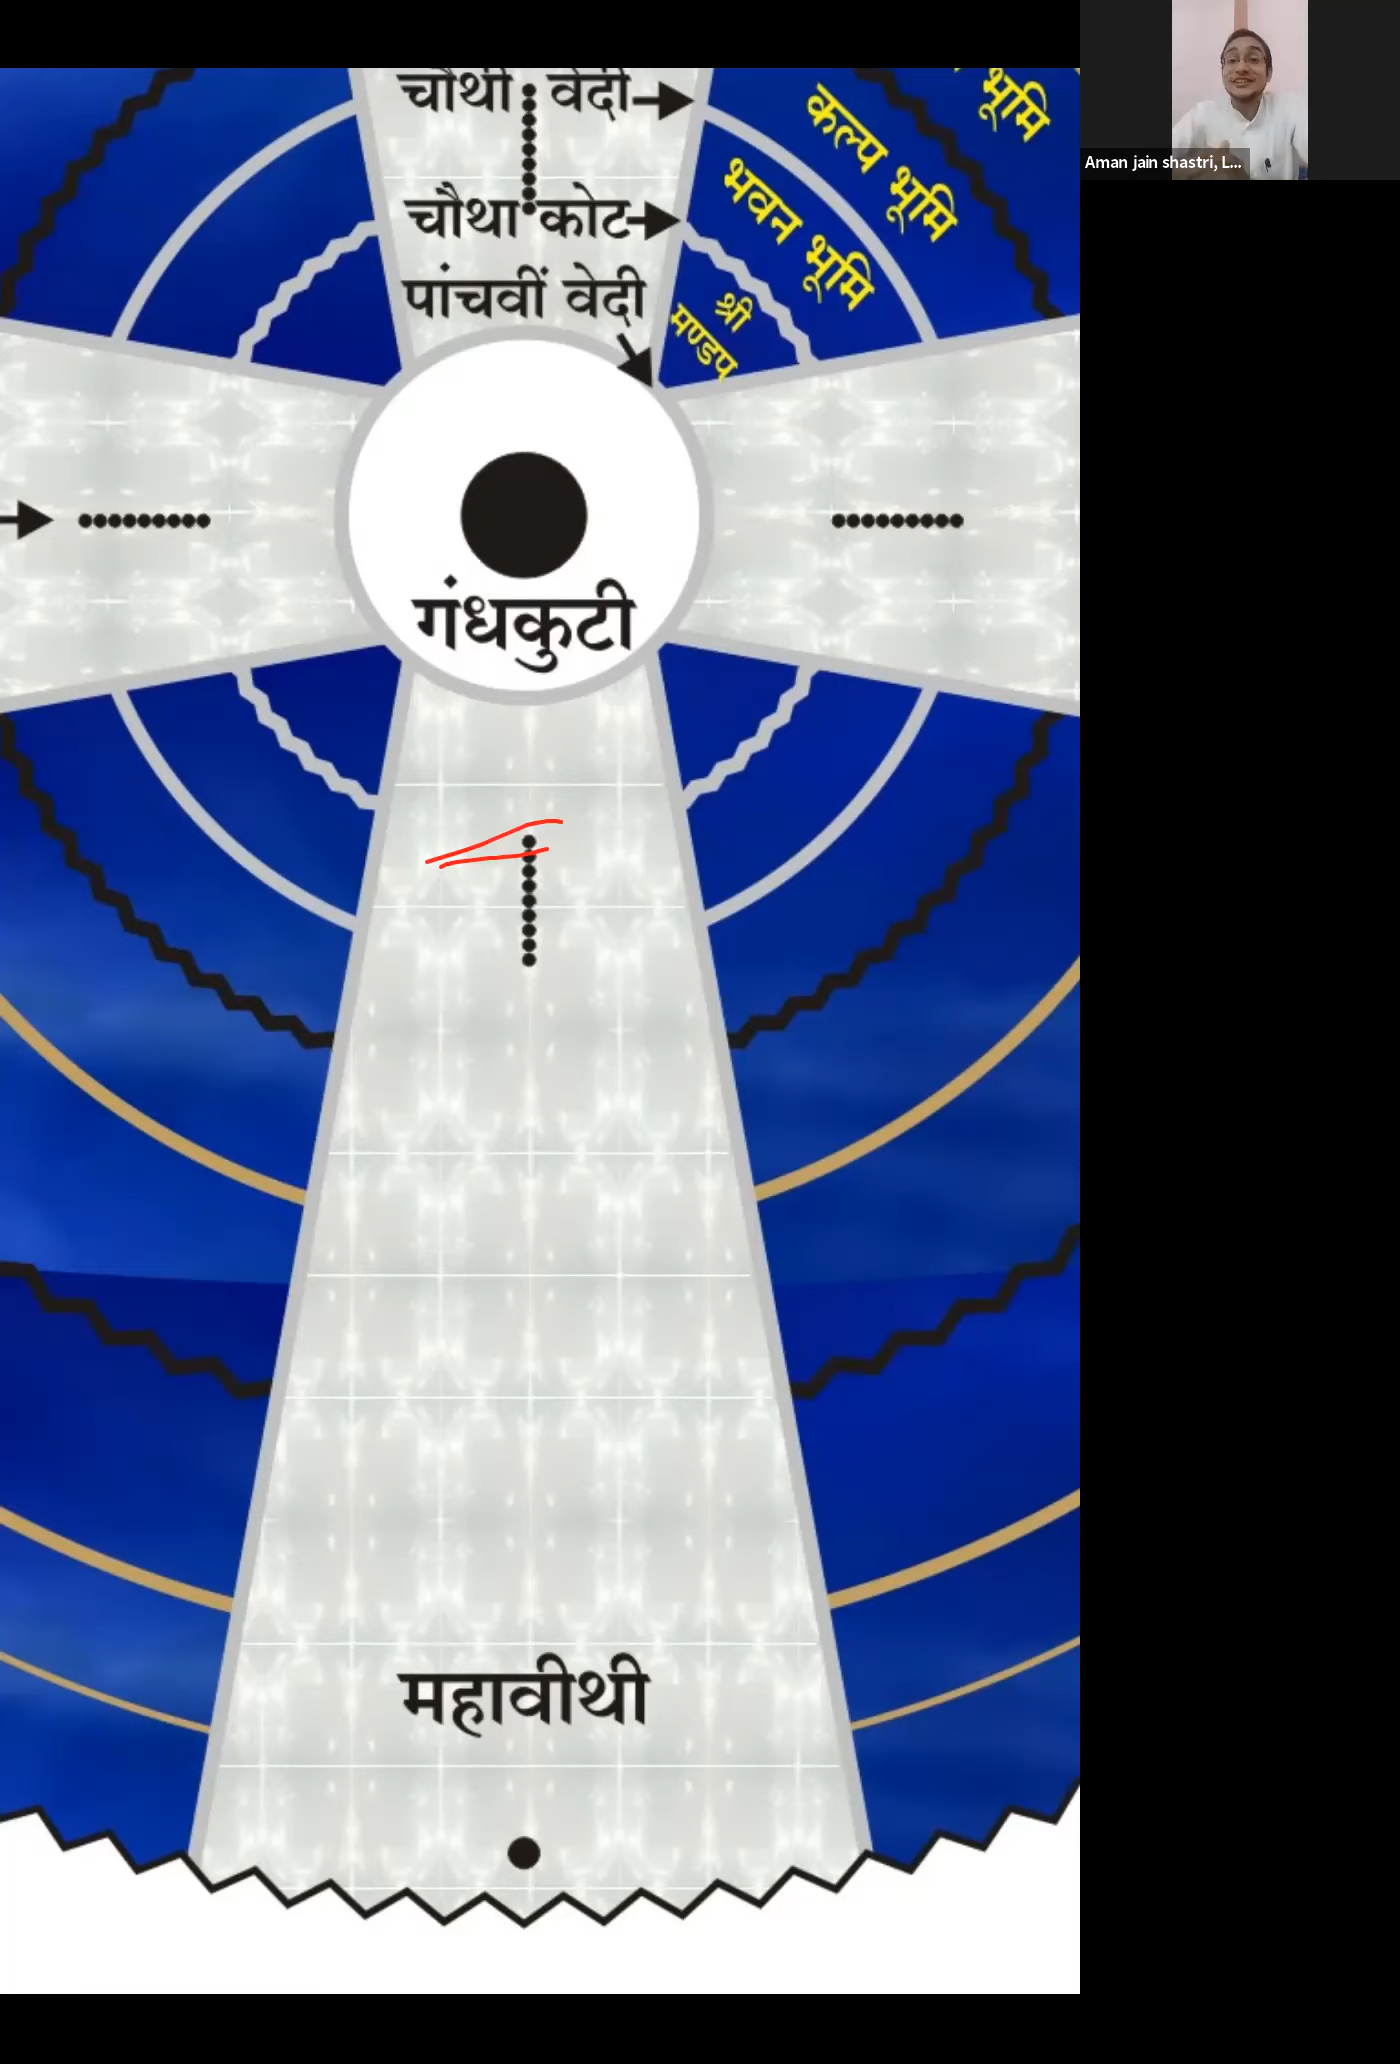 चौथी वेदी
चौथा कोट
पांचवीं वेदी
भूमि
कल्प भूमि
भवन भूमि
श्री
मण्डप
गंधकुटी
महावीथी
Aman jain shastri, L...